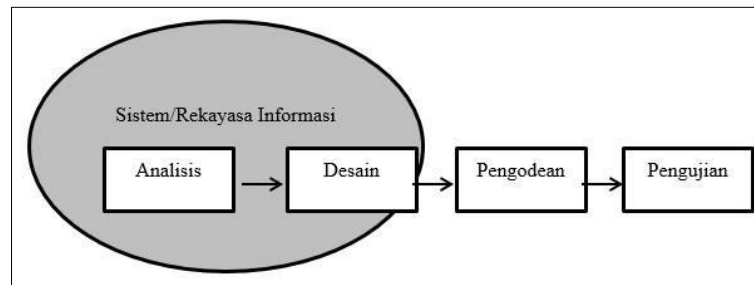 Sistem/Rekayasa Informasi
Analisis
Desain
Pengodean
Pengujian